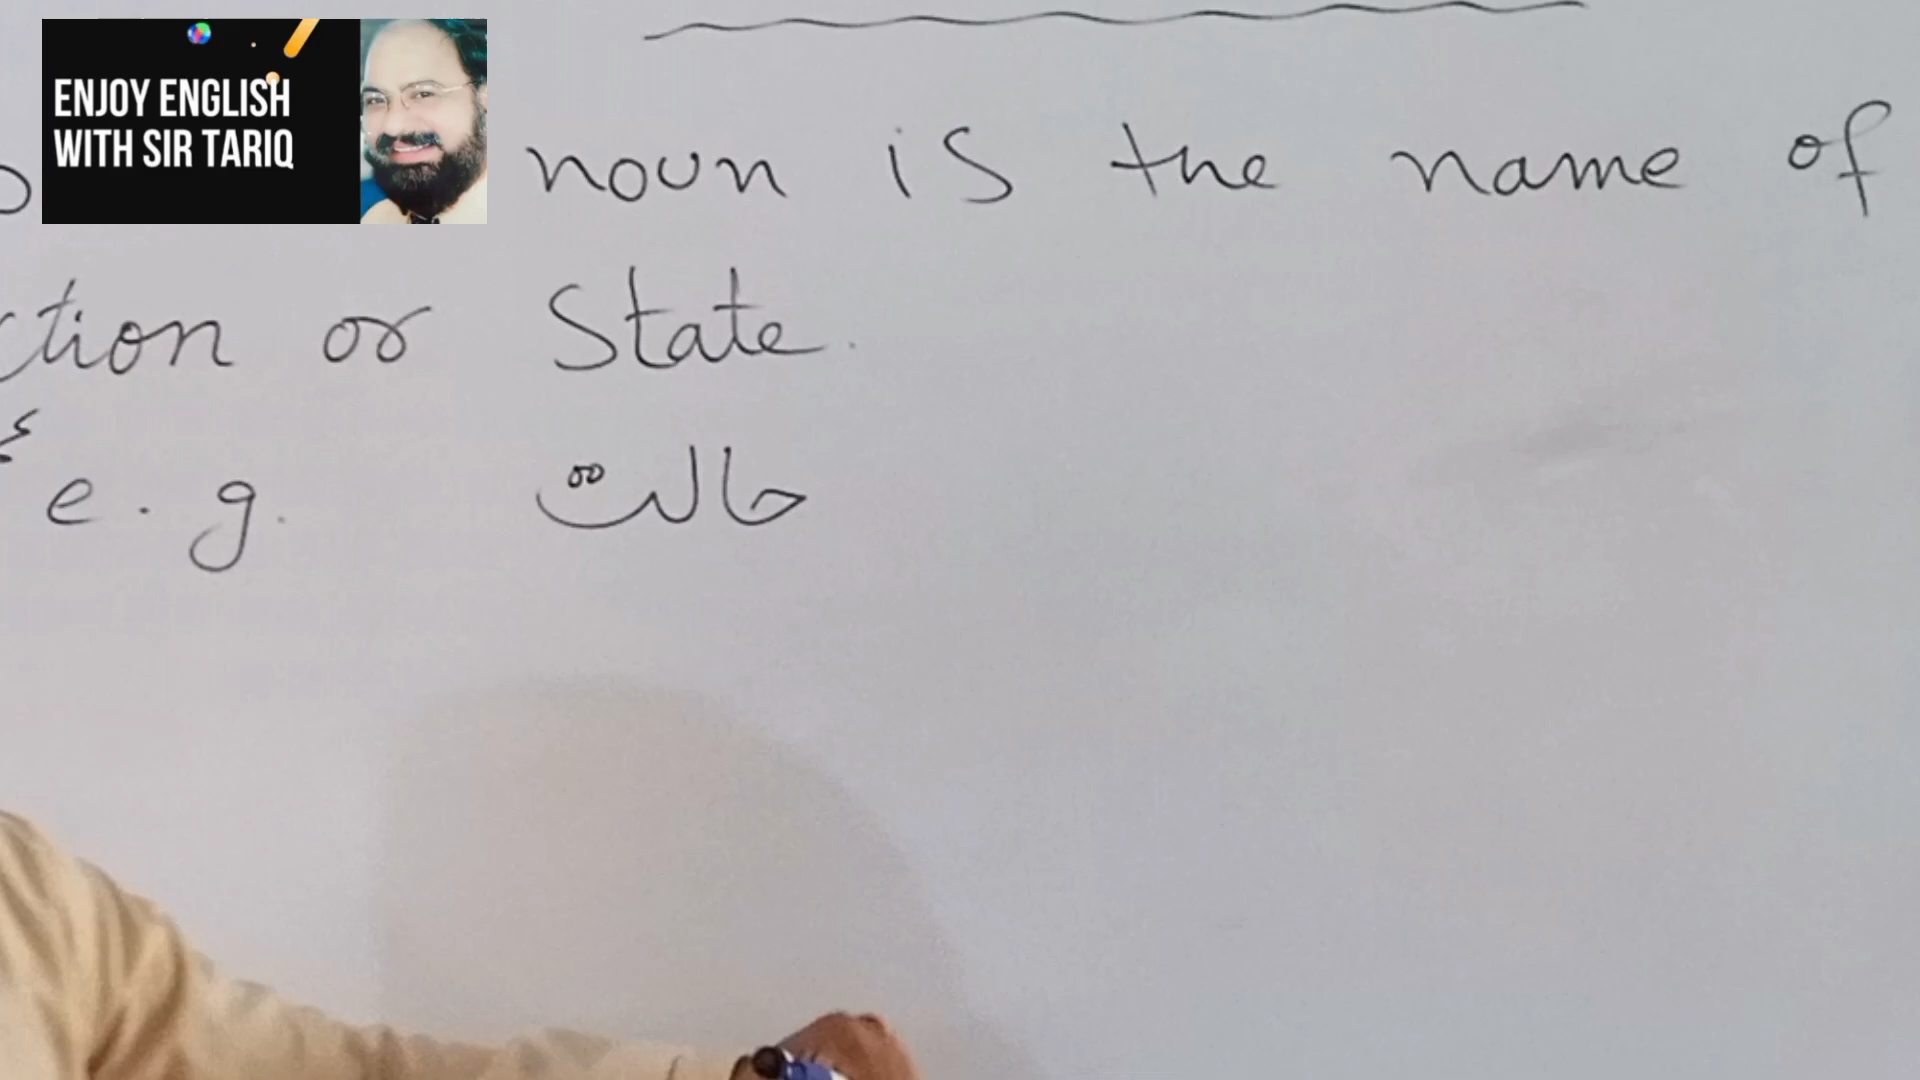 ENJOY ENGLISH
WITH SIR TARIQ
noun is the name of
ction or State.
e.g. حالت